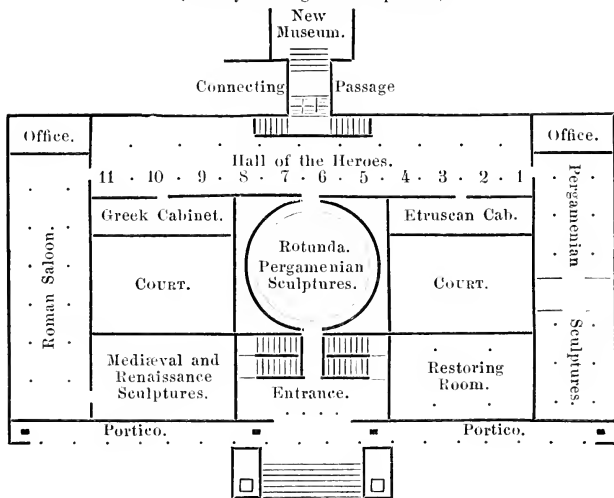 New
Museum.
Connecting Passage
Office. Office.
Hall of the Heroes.
11 . 10 . 9 . 8 . 7 . 6 . 5 . 4 . 3 . 2 . 1
Greek Cabinet. Etruscan Cab.
Roman Saloon.
Rotunda.
Pergamenian
Sculptures.
Court. Court.
Pergamenian Sculptures.
Mediæval and
Renaissance
Sculptures.
Entrance.
Restoring
Room.
Portico. Portico.